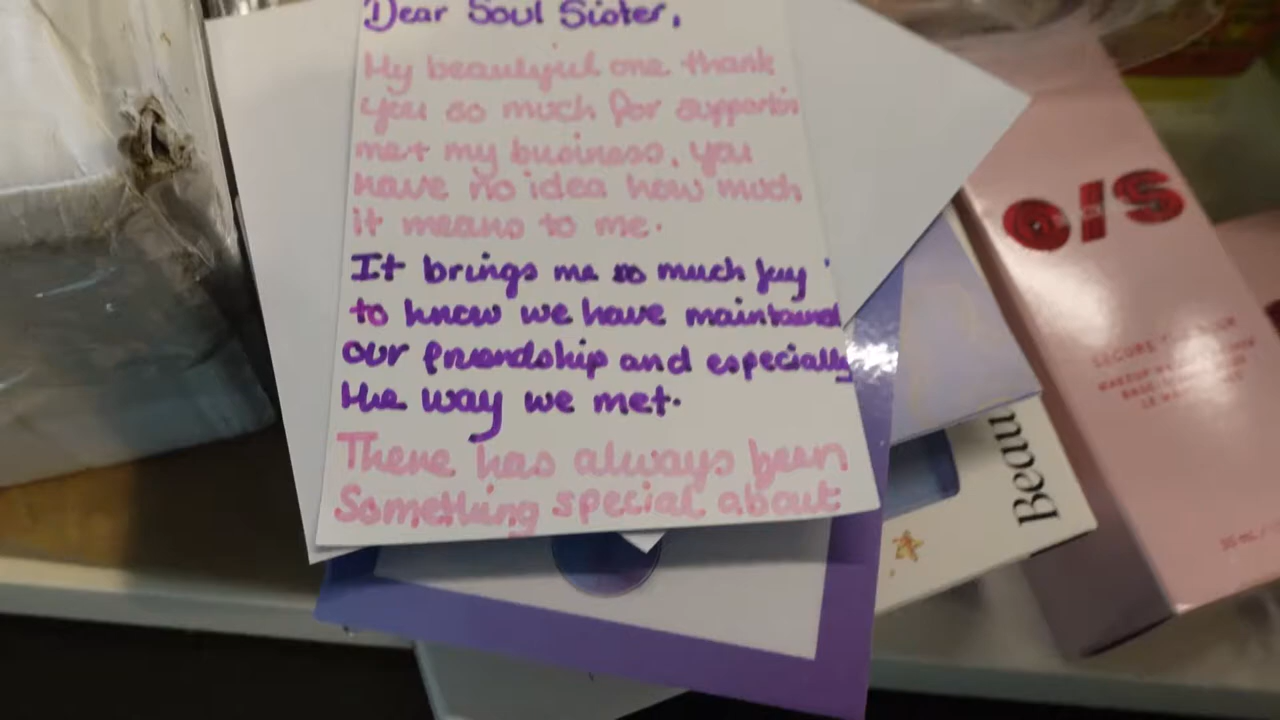 Dear Soul Sister,
My beautiful one thank
you so much for supportin
me + my business, you
have no idea how much
it means to me.
It brings me so much joy
to know we have maintained
our friendship and especially
the way we met.
There has always been
Something special about
o/s
SECURE
Beau